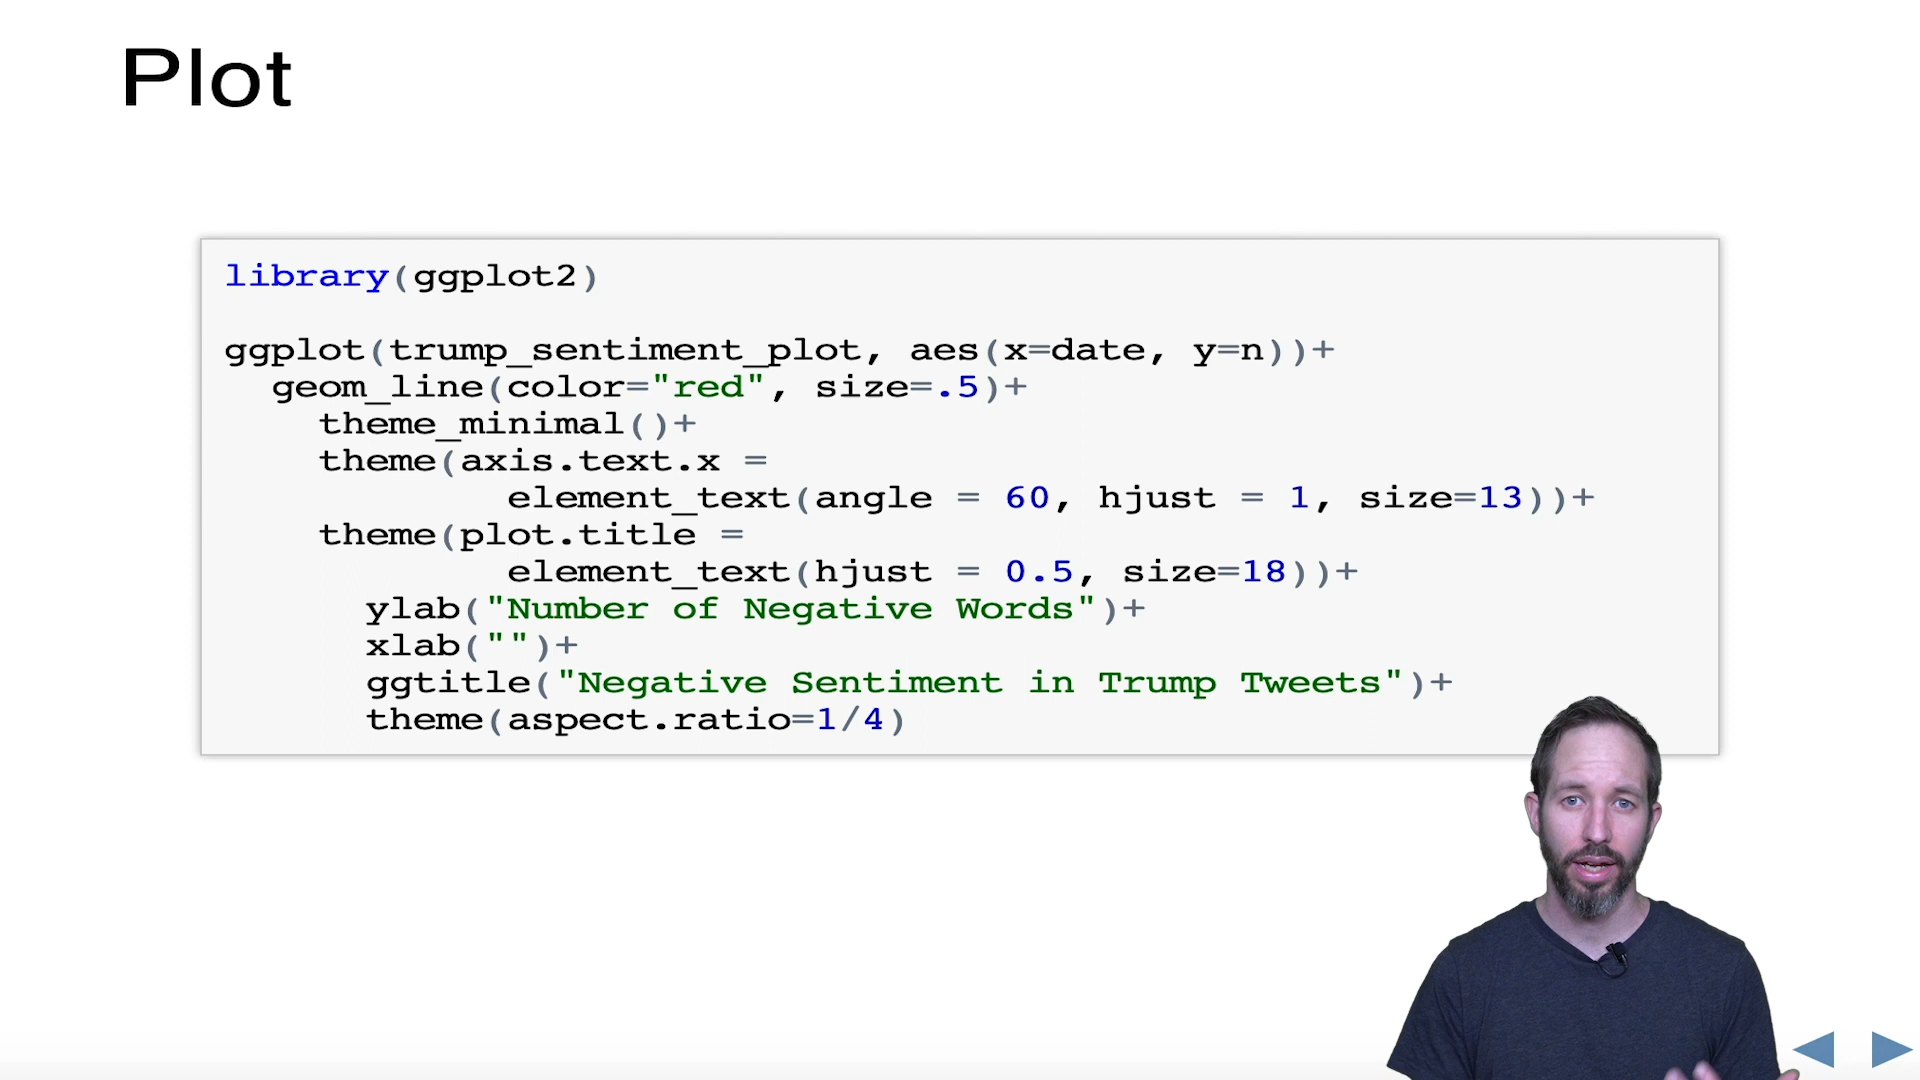 Plot
library(ggplot2)
ggplot(trump_sentiment_plot, aes(x=date, y=n))+
geom_line(color="red", size=.5)+
theme_minimal()+
theme(axis.text.x =
element_text(angle = 60, hjust = 1, size=13))+
theme(plot.title =
element_text(hjust = 0.5, size=18))+
ylab("Number of Negative Words")+
xlab("")+
ggtitle("Negative Sentiment in Trump Tweets")+
theme(aspect.ratio=1/4)